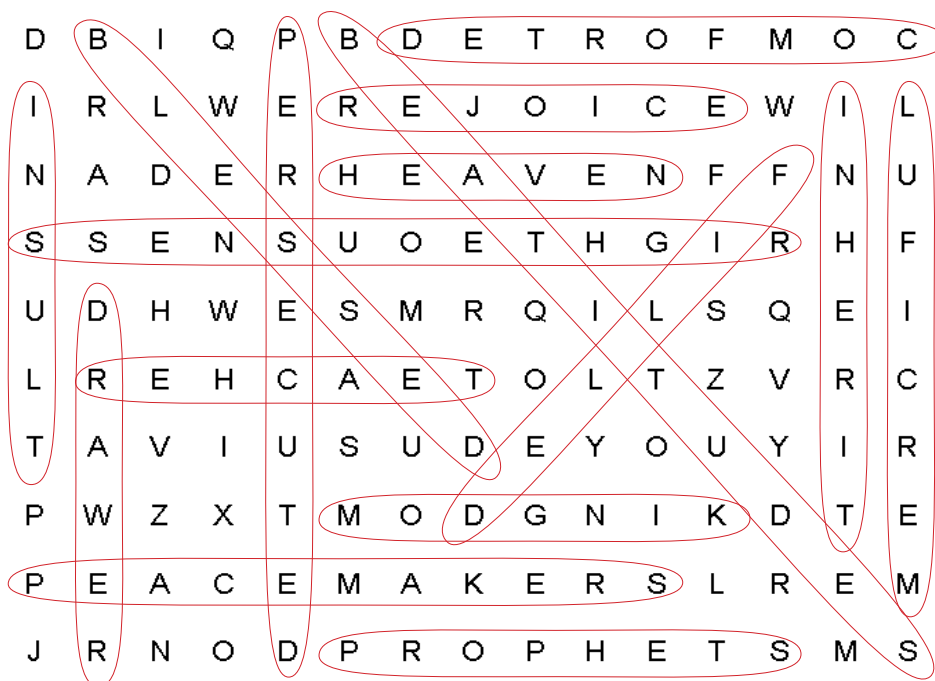 D B I Q P B D E T R O F M O C
I R L W E R E J O I C E W I L
N A D E R H E A V E N F F N U
S S E N S U O E T H G I R H F
U D H W E S M R Q I L S Q E I
L R E H C A E T O L T Z V R C
T A V I U S U D E Y O U Y I R
P W Z X T M O D G N I K D T E
P E A C E M A K E R S L R E M
J R N O D P R O P H E T S M S